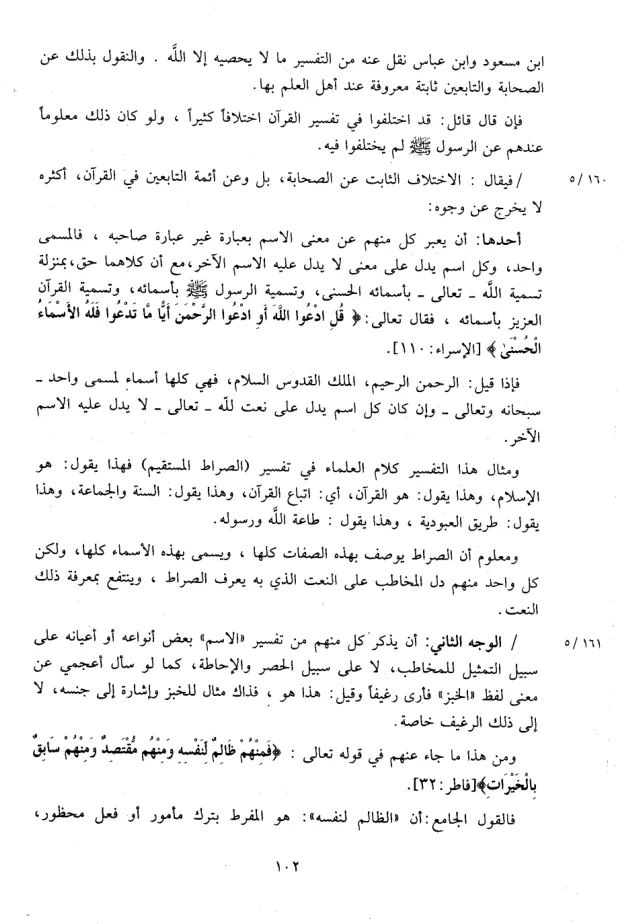 ابن مسعود وابن عباس نقل عنه من التفسير ما لا يحصيه إلا اللَّه . والنقول بذلك عن
الصحابة والتابعين ثابتة معروفة عند أهل العلم بها.
فإن قال قائل: قد اختلفوا في تفسير القرآن اختلافاً كثيراً ، ولو كان ذلك معلوماً
عندهم عن الرسول ﷺ لم يختلفوا فيه.
٥/١٦٠ / فيقال : الاختلاف الثابت عن الصحابة، بل وعن أئمة التابعين في القرآن، أكثره
لا يخرج عن وجوه:
أحدها: أن يعبر كل منهم عن معنى الاسم بعبارة غير عبارة صاحبه ، فالمسمى
واحد، وكل اسم يدل على معنى لا يدل عليه الاسم الآخر،مع أن كلاهما حق،بمنزلة
تسمية اللَّه ـ تعالى ـ بأسمائه الحسنى، وتسمية الرسول ﷺ بأسمائه، وتسمية القرآن
العزيز بأسمائه ، فقال تعالى:﴿ قُلِ ادْعُوا اللَّهَ أَوِ ادْعُوا الرَّحْمَنَ أَيًّا مَّا تَدْعُوا فَلَهُ الأَسْمَاءُ
الْحُسْنَىٰ ﴾ [الإسراء: ١١٠].
فإذا قيل: الرحمن الرحيم، الملك القدوس السلام، فهي كلها أسماء لمسمى واحد ـ
سبحانه وتعالى ـ وإن كان كل اسم يدل على نعت للَّه ـ تعالى ـ لا يدل عليه الاسم
الآخر.
ومثال هذا التفسير كلام العلماء في تفسير (الصراط المستقيم) فهذا يقول: هو
الإسلام، وهذا يقول: هو القرآن، أي: اتباع القرآن، وهذا يقول: السنة والجماعة، وهذا
يقول: طريق العبودية ، وهذا يقول : طاعة اللَّه ورسوله.
ومعلوم أن الصراط يوصف بهذه الصفات كلها ، ويسمى بهذه الأسماء كلها، ولكن
كل واحد منهم دل المخاطب على النعت الذي به يعرف الصراط ، وينتفع بمعرفة ذلك
النعت.
٥/١٦١ / الوجه الثاني: أن يذكر كل منهم من تفسير «الاسم» بعض أنواعه أو أعيانه على
سبيل التمثيل للمخاطب، لا على سبيل الحصر والإحاطة، كما لو سأل أعجمي عن
معنى لفظ «الخبز» فأرى رغيفاً وقيل: هذا هو ، فذاك مثال للخبز وإشارة إلى جنسه، لا
إلى ذلك الرغيف خاصة.
ومن هذا ما جاء عنهم في قوله تعالى : ﴿فَمِنْهُمْ ظَالِمٌ لِّنَفْسِهِ وَمِنْهُم مُّقْتَصِدٌ وَمِنْهُمْ سَابِقٌ
بِالْخَيْرَاتِ﴾[فاطر:٣٢].
فالقول الجامع:أن «الظالم لنفسه»: هو المفرط بترك مأمور أو فعل محظور،
١٠٢